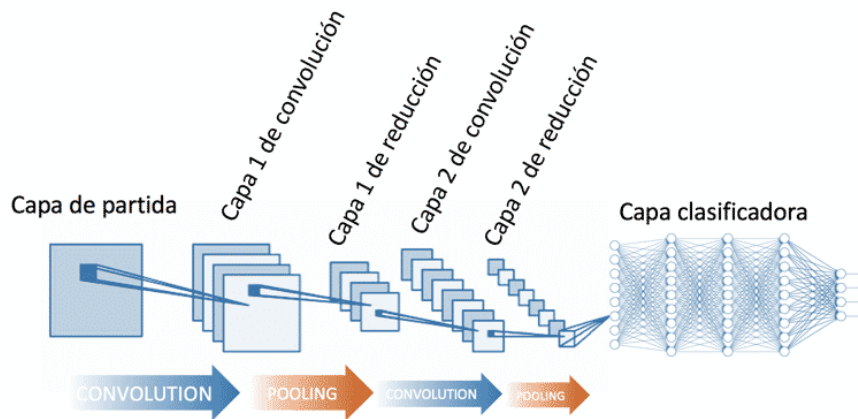 Capa de partida
Capa 1 de convolución
Capa 1 de reducción
Capa 2 de convolución
Capa 2 de reducción
Capa clasificadora
CONVOLUTION
POOLING
CONVOLUTION
POOLING